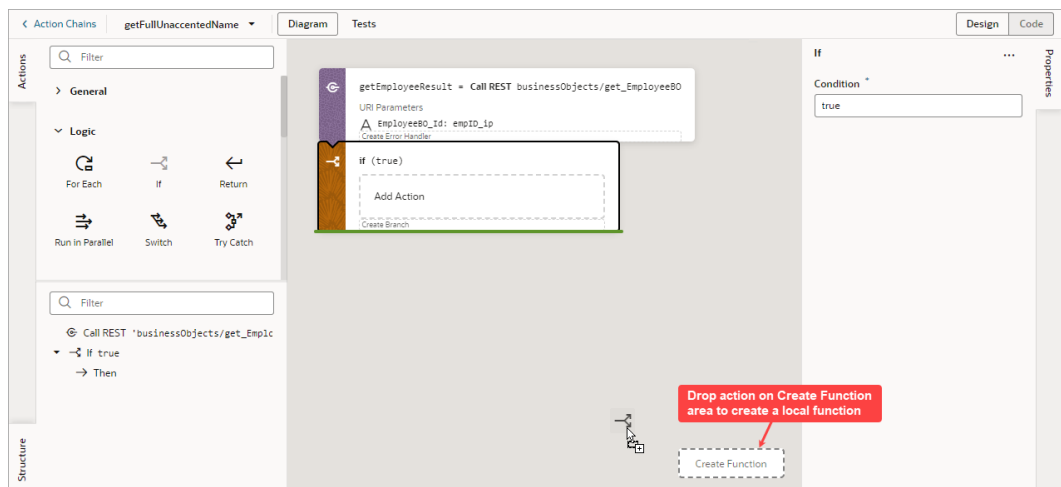 Action Chains
getFullUnaccentedName
Diagram
Tests
Design
Code
Actions
Filter
General
Logic
For Each
If
Return
Run in Parallel
Switch
Try Catch
Filter
Call REST 'businessObjects/get_Emplc
If true
Then
Structure
getEmployeeResult = Call REST businessObjects/get_EmployeeBO
URI Parameters
A EmployeeBO_Id: empID_ip
Create Error Handler
if (true)
Add Action
Create Branch
Drop action on Create Function
area to create a local function
Create Function
If
...
Condition *
true
Properties